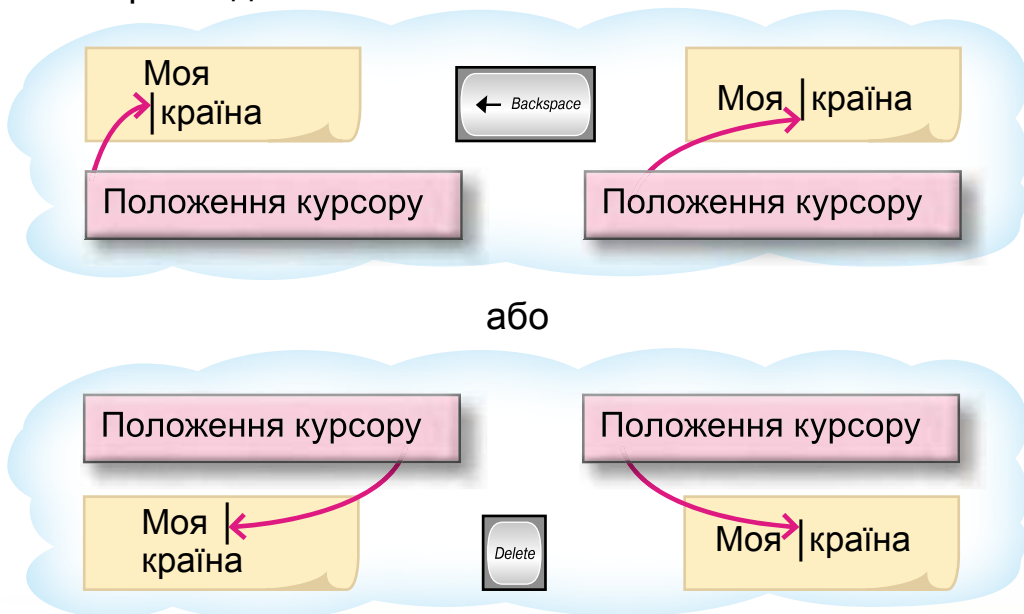 Моя
країна
← Backspace
Моя країна
Положення курсору
Положення курсору
або
Положення курсору
Положення курсору
Моя
країна
Delete
Моя країна